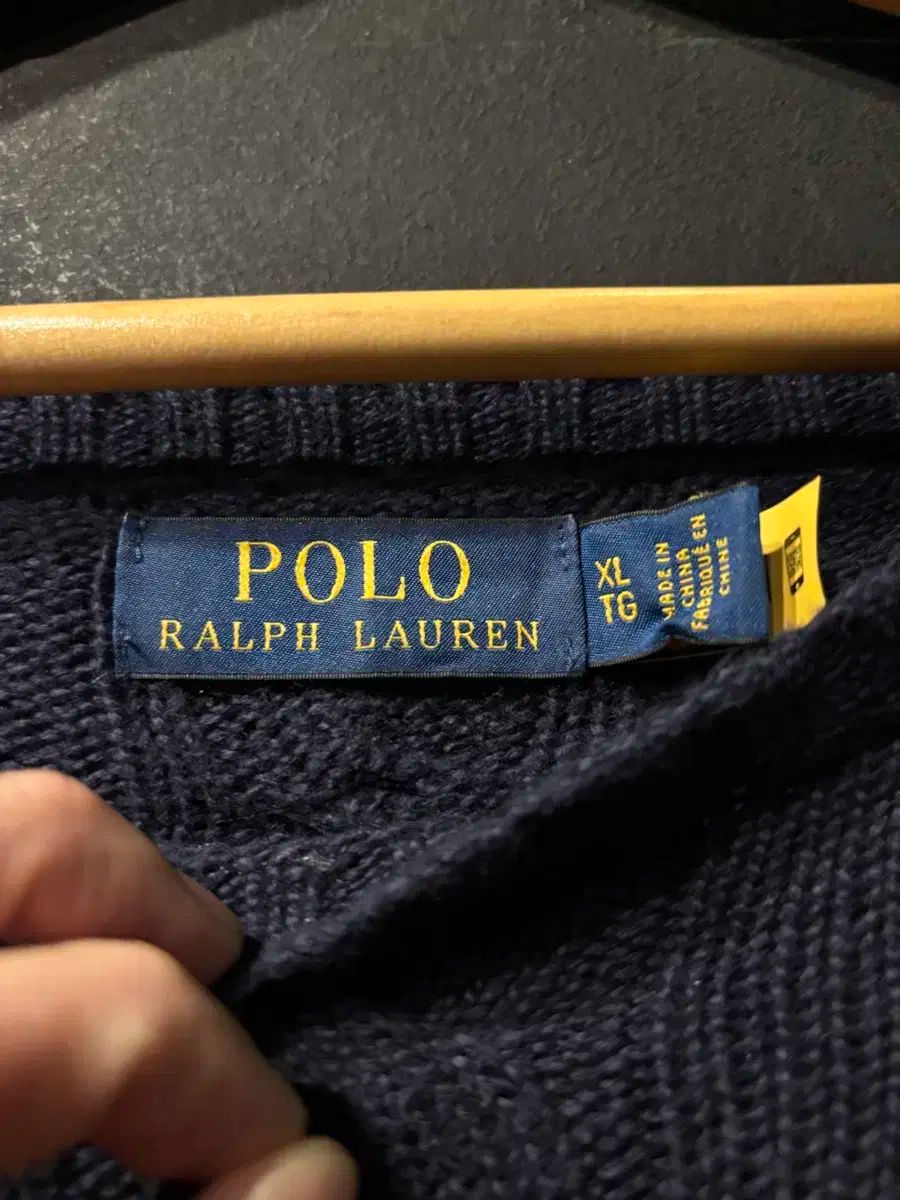 POLO
RALPH LAUREN
XL
TG
MADE IN
CHINA
FABRIQUÉ EN
CHINE